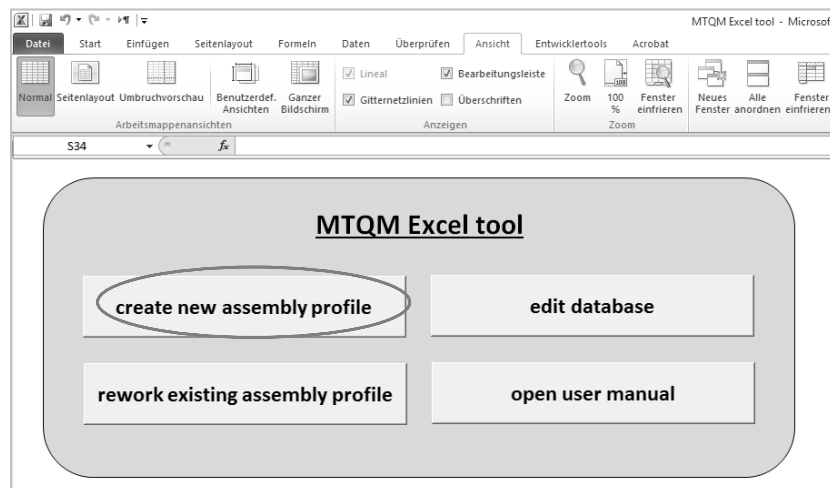 MTQM Excel tool - Microsoft
Datei Start Einfügen Seitenlayout Formeln Daten Überprüfen Ansicht Entwicklertools Acrobat
Normal Seitenlayout Umbruchvorschau Benutzerdef. Ansichten Ganzer Bildschirm
Arbeitsmappenansichten
Lineal Bearbeitungsleiste
Gitternetzlinien Überschriften
Anzeigen
Zoom 100 % Fenster einfrieren
Zoom
Neues Fenster Alle anordnen Fenster einfrieren
S34 fx
MTQM Excel tool
create new assembly profile edit database
rework existing assembly profile open user manual